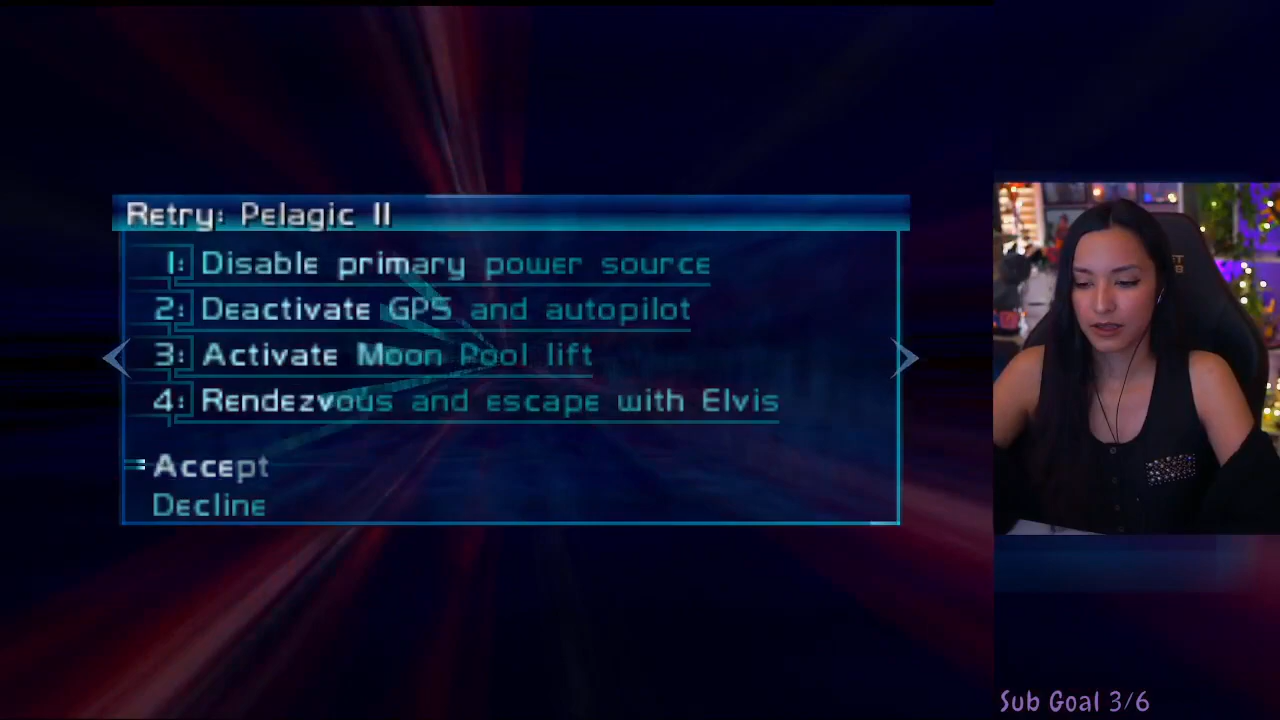 Retry: Pelagic II
1: Disable primary power source
2: Deactivate GPS and autopilot
3: Activate Moon Pool lift
4: Rendezvous and escape with Elvis
Accept
Decline
Sub Goal 3/6